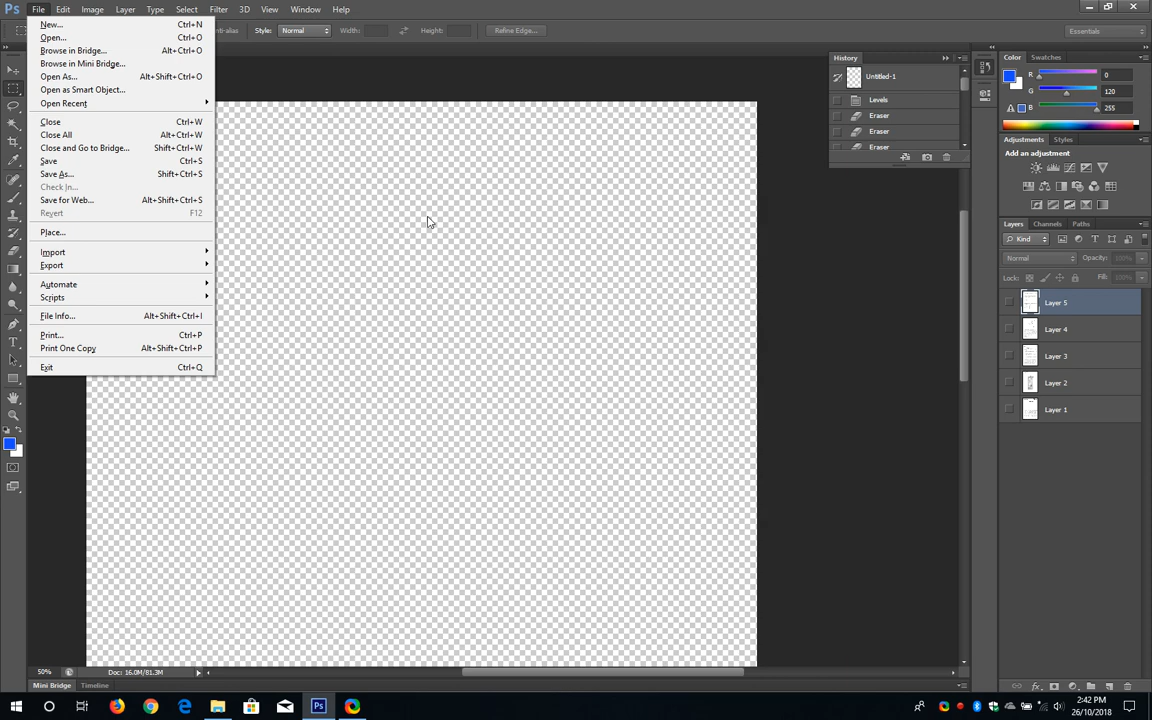 Ps File Edit Image Layer Type Select Filter 3D View Window Help
anti-alias Style: Normal Width: Height: Refine Edge... Essentials
New... Ctrl+N
Open... Ctrl+O
Browse in Bridge... Alt+Ctrl+O
Browse in Mini Bridge...
Open As... Alt+Shift+Ctrl+O
Open as Smart Object...
Open Recent
Close Ctrl+W
Close All Alt+Ctrl+W
Close and Go to Bridge... Shift+Ctrl+W
Save Ctrl+S
Save As... Shift+Ctrl+S
Check In...
Save for Web... Alt+Shift+Ctrl+S
Revert F12
Place...
Import
Export
Automate
Scripts
File Info... Alt+Shift+Ctrl+I
Print... Ctrl+P
Print One Copy Alt+Shift+Ctrl+P
Exit Ctrl+Q
History
Untitled-1
Levels
Eraser
Eraser
Eraser
Color Swatches
R 0
G 120
B 255
Adjustments Styles
Add an adjustment
Layers Channels Paths
Kind
Normal Opacity: 100%
Lock: Fill: 100%
Layer 5
Layer 4
Layer 3
Layer 2
Layer 1
50% Doc: 16.0M/81.3M
Mini Bridge Timeline
Ps
2:42 PM
26/10/2018